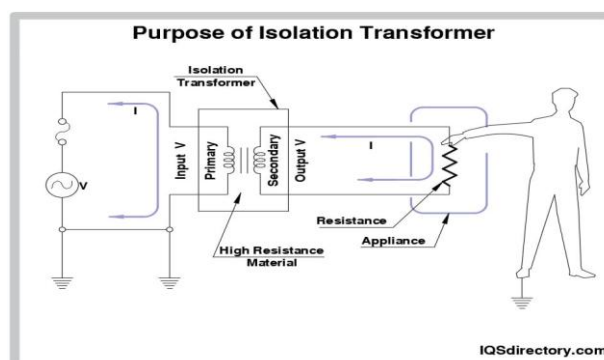 Purpose of Isolation Transformer
Isolation
Transformer
I
V
Input V
Primary
Secondary
Output V
I
Resistance
Appliance
High Resistance
Material
IQSdirectory.com